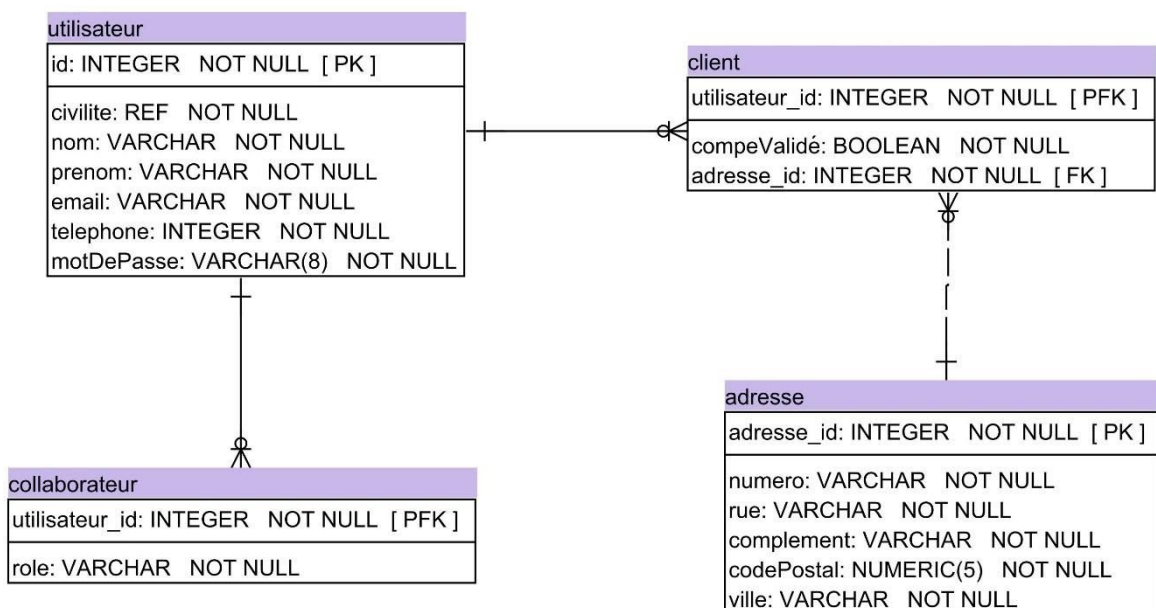 utilisateur
id: INTEGER NOT NULL [ PK ]
civilite: REF NOT NULL
nom: VARCHAR NOT NULL
prenom: VARCHAR NOT NULL
email: VARCHAR NOT NULL
telephone: INTEGER NOT NULL
motDePasse: VARCHAR(8) NOT NULL
client
utilisateur_id: INTEGER NOT NULL [ PFK ]
compeValidé: BOOLEAN NOT NULL
adresse_id: INTEGER NOT NULL [ FK ]
collaborateur
utilisateur_id: INTEGER NOT NULL [ PFK ]
role: VARCHAR NOT NULL
adresse
adresse_id: INTEGER NOT NULL [ PK ]
numero: VARCHAR NOT NULL
rue: VARCHAR NOT NULL
complement: VARCHAR NOT NULL
codePostal: NUMERIC(5) NOT NULL
ville: VARCHAR NOT NULL